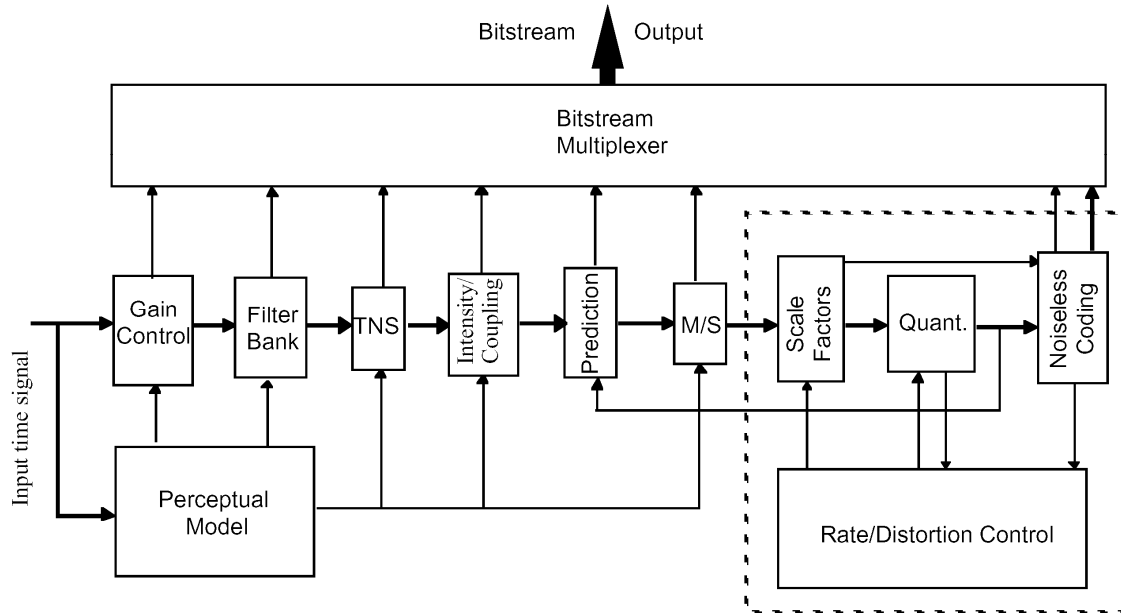 Bitstream Output
Bitstream
Multiplexer
Gain
Control
Filter
Bank
TNS
Intensity/
Coupling
Prediction
M/S
Scale
Factors
Quant.
Noiseless
Coding
Input time signal
Perceptual
Model
Rate/Distortion Control